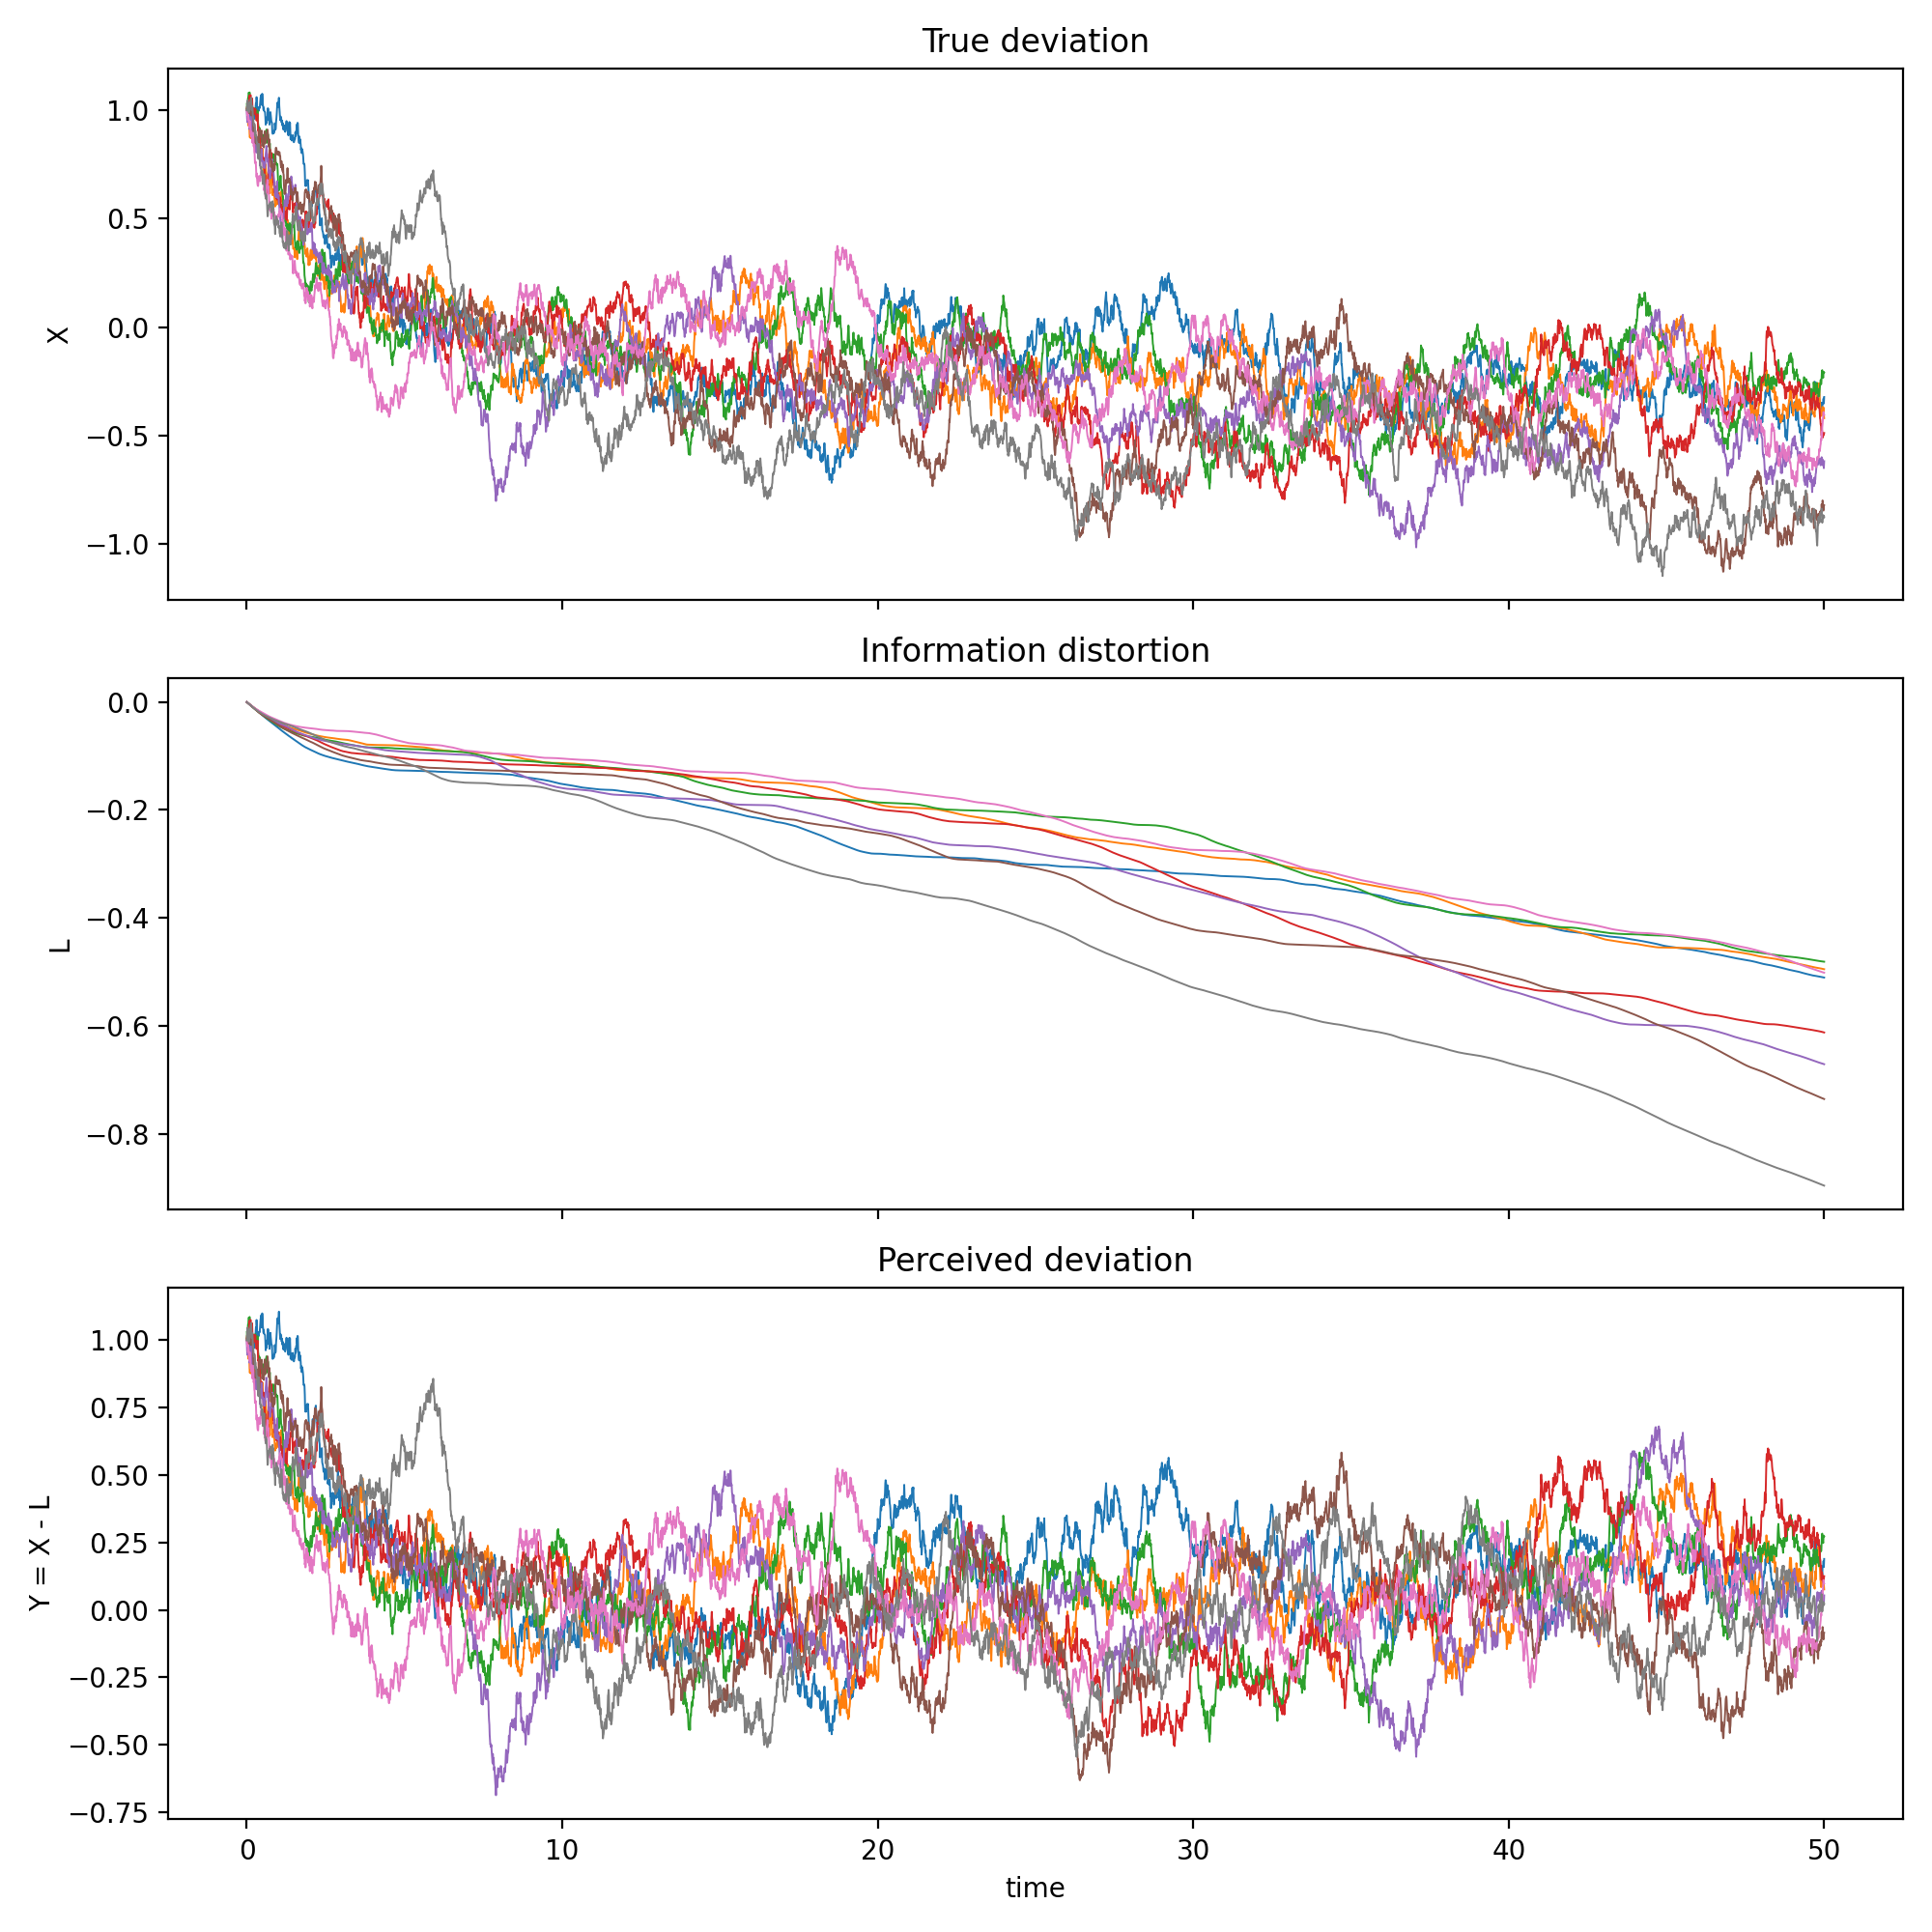 True deviation
1.0
0.5
0.0
−0.5
−1.0
X
Information distortion
0.0
−0.2
−0.4
−0.6
−0.8
L
Perceived deviation
1.00
0.75
0.50
0.25
0.00
−0.25
−0.50
−0.75
Y = X - L
0 10 20 30 40 50
time